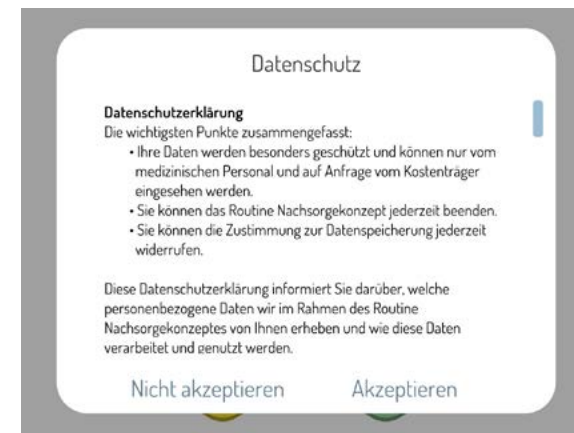 Datenschutz
Datenschutzerklärung
Die wichtigsten Punkte zusammengefasst:
• Ihre Daten werden besonders geschützt und können nur vom
medizinischen Personal und auf Anfrage vom Kostenträger
eingesehen werden.
• Sie können das Routine Nachsorgekonzept jederzeit beenden.
• Sie können die Zustimmung zur Datenspeicherung jederzeit
widerrufen.
Diese Datenschutzerklärung informiert Sie darüber, welche
personenbezogene Daten wir im Rahmen des Routine
Nachsorgekonzeptes von Ihnen erheben und wie diese Daten
verarbeitet und genutzt werden.
Nicht akzeptieren Akzeptieren